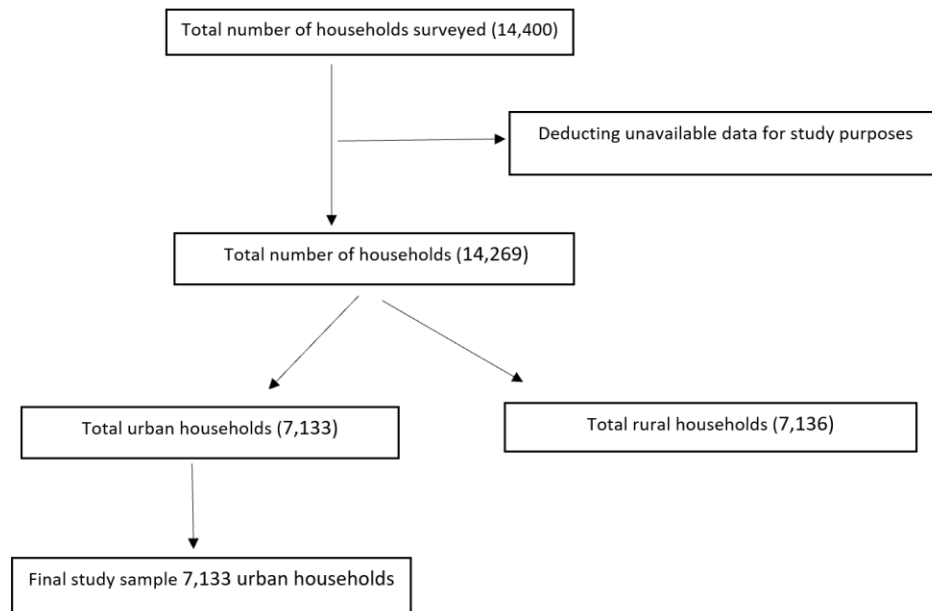 Total number of households surveyed (14,400)
Deducting unavailable data for study purposes
Total number of households (14,269)
Total urban households (7,133)
Total rural households (7,136)
Final study sample 7,133 urban households